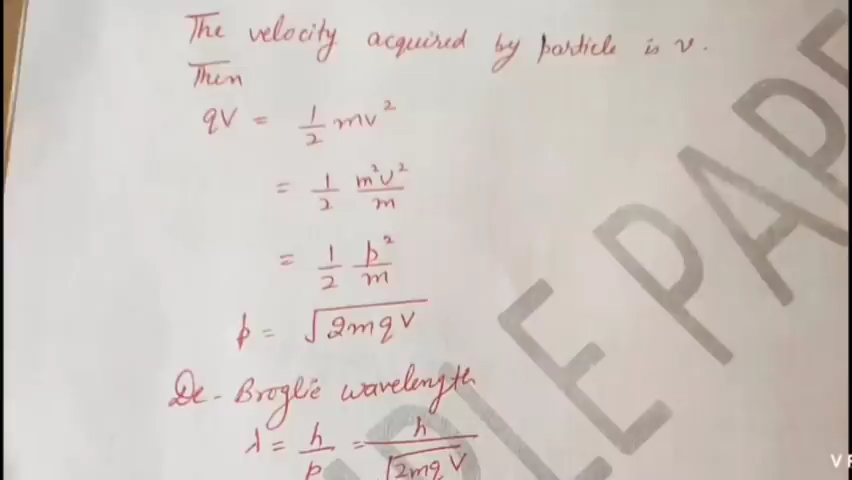 The velocity acquired by particle is v.
Then
qV = 1/2 mv²
= 1/2 m²v²/m
= 1/2 p²/m
p = √2mqV
De-Broglie wavelength
λ = h/p = h/√2mqV